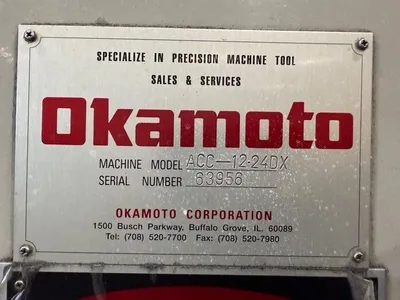 SPECIALIZE IN PRECISION MACHINE TOOL
SALES & SERVICES
Okamoto
MACHINE MODEL ACC-12-24DX
SERIAL NUMBER 63956
OKAMOTO CORPORATION
1500 Busch Parkway, Buffalo Grove, IL. 60089
Tel: (708) 520-7700 Fax: (708) 520-7980